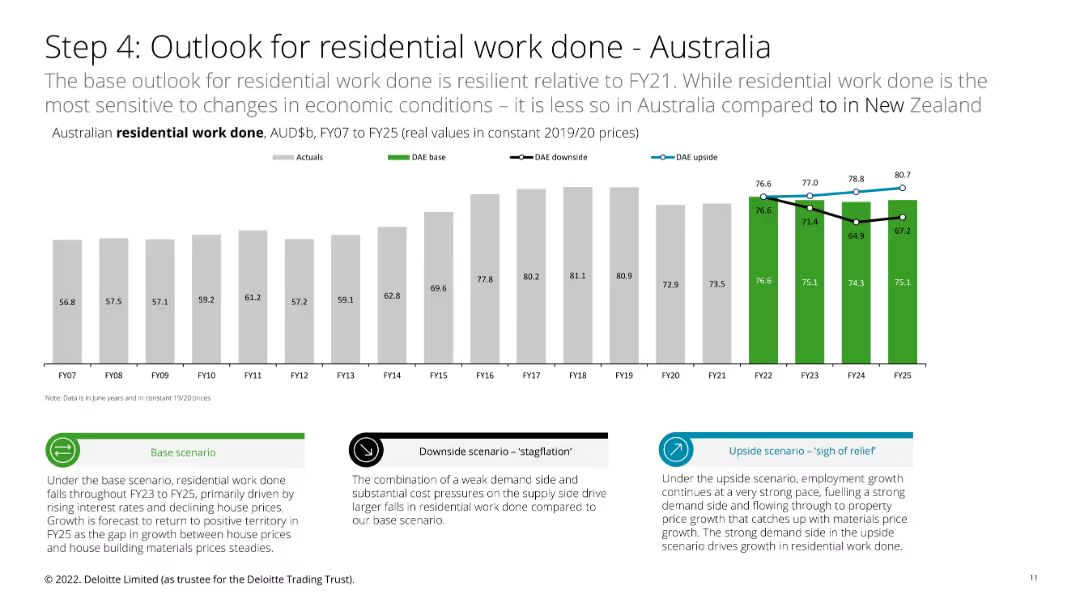 Step 4: Outlook for residential work done - Australia
The base outlook for residential work done is resilient relative to FY21. While residential work done is the
most sensitive to changes in economic conditions – it is less so in Australia compared to in New Zealand
Australian residential work done, AUD$b, FY07 to FY25 (real values in constant 2019/20 prices)
Actuals DAE base DAE downside DAE upside
76.6 77.0 78.8 80.7
76.6 71.4 64.9 67.2
56.8 57.5 57.1 59.2 61.2 57.2 59.1 62.8 69.6 77.8 80.2 81.1 80.9 72.9 73.5 76.6 75.1 74.3 75.1
FY07 FY08 FY09 FY10 FY11 FY12 FY13 FY14 FY15 FY16 FY17 FY18 FY19 FY20 FY21 FY22 FY23 FY24 FY25
Note: Data is in June years and in constant 19/20 prices
Base scenario
Under the base scenario, residential work done
falls throughout FY23 to FY25, primarily driven by
rising interest rates and declining house prices.
Growth is forecast to return to positive territory in
FY25 as the gap in growth between house prices
and house building materials prices steadies.
Downside scenario – ‘stagflation’
The combination of a weak demand side and
substantial cost pressures on the supply side drive
larger falls in residential work done compared to
our base scenario.
Upside scenario – ‘sigh of relief’
Under the upside scenario, employment growth
continues at a very strong pace, fuelling a strong
demand side and flowing through to property
price growth that catches up with materials price
growth. The strong demand side in the upside
scenario drives growth in residential work done.
© 2022. Deloitte Limited (as trustee for the Deloitte Trading Trust).
11